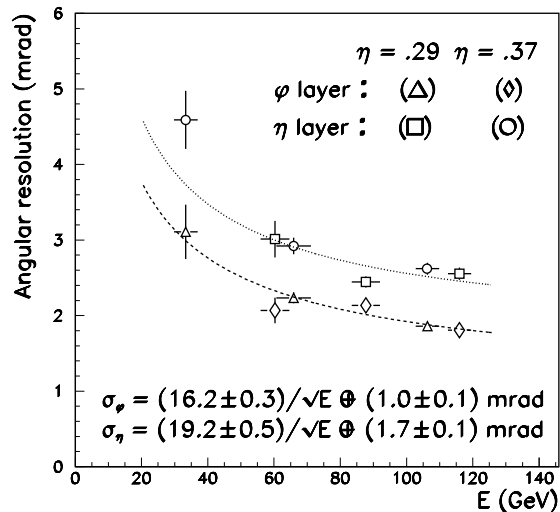 Angular resolution (mrad)
6
5
4
3
2
1
0
η = .29 η = .37
φ layer : (△) (◊)
η layer : (□) (○)
σφ = (16.2±0.3)/√E ⊕ (1.0±0.1) mrad
ση = (19.2±0.5)/√E ⊕ (1.7±0.1) mrad
0 20 40 60 80 100 120 140
E (GeV)